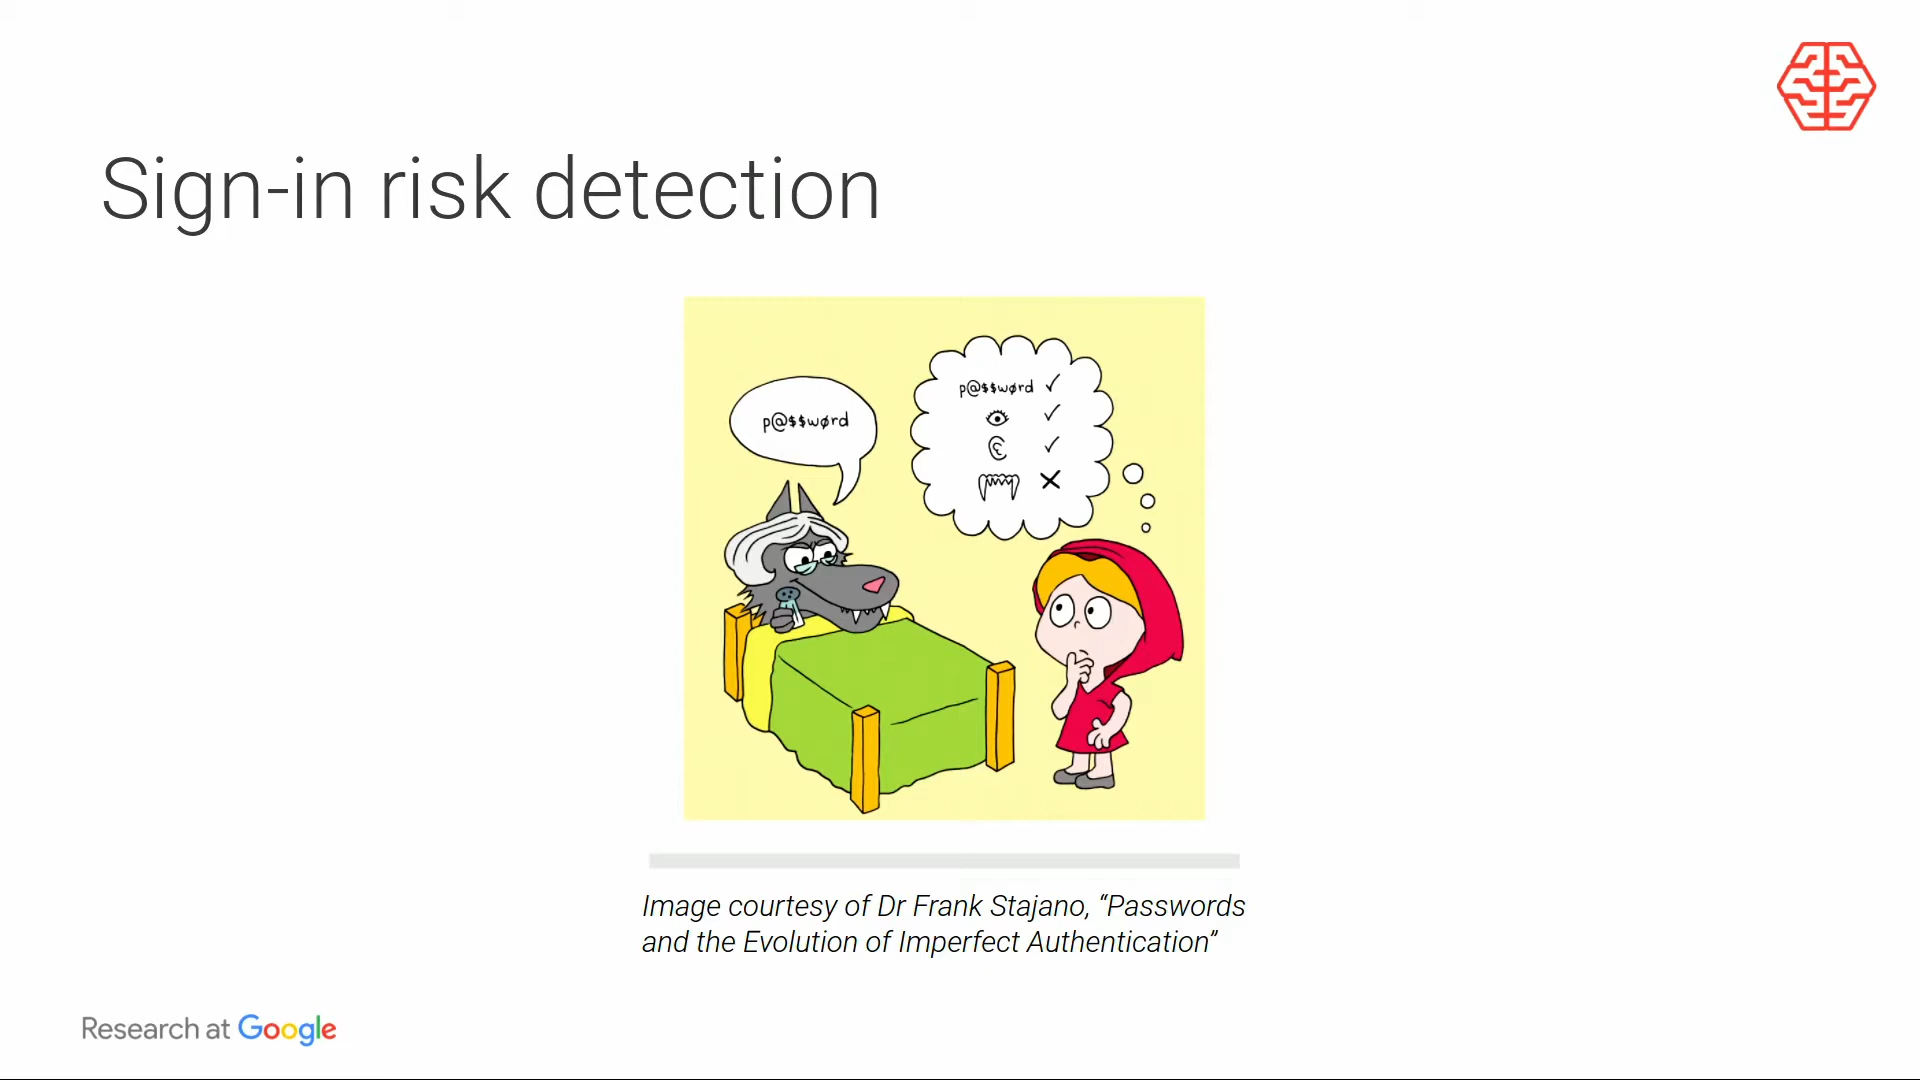 Sign-in risk detection
p@$$wørd
p@$$wørd
Image courtesy of Dr Frank Stajano, “Passwords
and the Evolution of Imperfect Authentication”
Research at Google